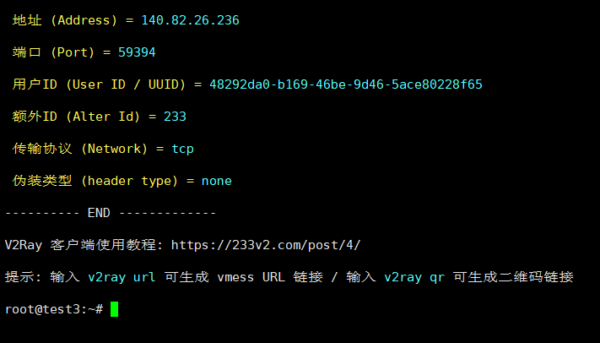 地址 (Address) = 140.82.26.236
端口 (Port) = 59394
用户ID (User ID / UUID) = 48292da0-b169-46be-9d46-5ace80228f65
额外ID (Alter Id) = 233
传输协议 (Network) = tcp
伪装类型 (header type) = none
---------- END -------------
V2Ray 客户端使用教程: https://233v2.com/post/4/
提示: 输入 v2ray url 可生成 vmess URL 链接 / 输入 v2ray qr 可生成二维码链接
root@test3:~#